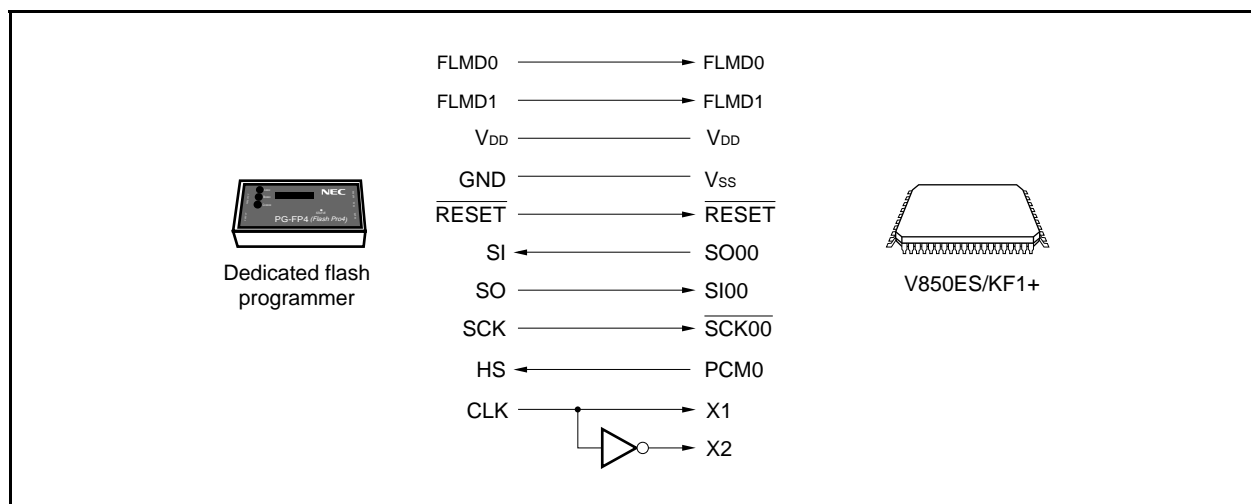 FLMD0 FLMD0
FLMD1 FLMD1
VDD VDD
GND VSS
RESET RESET
SI SO00
SO SI00
SCK SCK00
HS PCM0
CLK X1
X2
NEC
PG-FP4 (Flash Pro4)
Dedicated flash
programmer
V850ES/KF1+